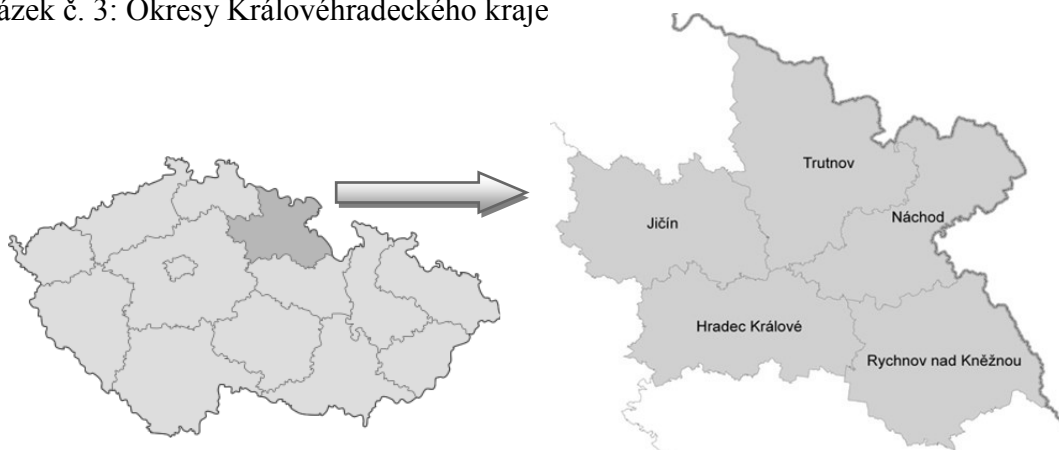 ázek č. 3: Okresy Královéhradeckého kraje
Trutnov
Náchod
Jičín
Hradec Králové
Rychnov nad Kněžnou